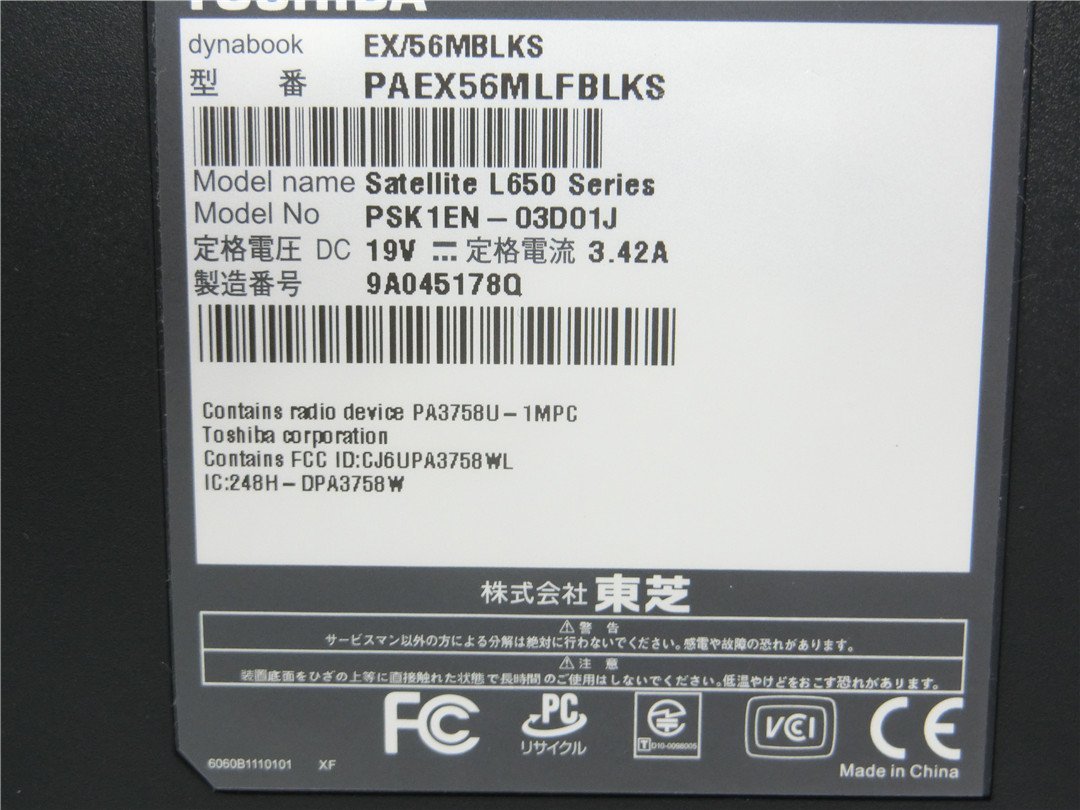 TOSHIBA
dynabook EX/56MBLKS
型 番 PAEX56MLFBLKS
Model name Satellite L650 Series
Model No PSK1EN-03D01J
定格電圧 DC 19V ⎓ 定格電流 3.42A
製造番号 9A045178Q
Contains radio device PA3758U-1MPC
Toshiba corporation
Contains FCC ID:CJ6UPA3758WL
IC:248H-DPA3758W
株式会社 東芝
⚠警 告
サービスマン以外の方による分解は絶対に行わないでください。感電や故障の恐れがあります。
⚠注 意
装置底面をひざの上等に直接触れた状態で長時間のご使用はしないでください。低温やけどをおこす恐れがあります。
FC PC VCI CE
リサイクル
T D10-0098005
Made in China
6060B1110101 XF